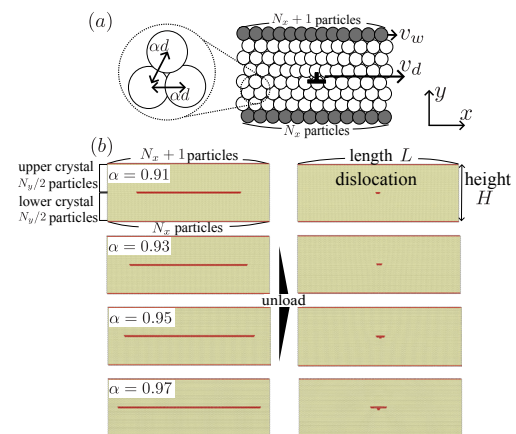 (a)
N_x + 1 particles
αd
αd
v_w
v_d
y
x
N_x particles
(b)
N_x + 1 particles
length L
upper crystal
N_y/2 particles
lower crystal
N_y/2 particles
α = 0.91
dislocation
height
H
N_x particles
α = 0.93
unload
α = 0.95
α = 0.97